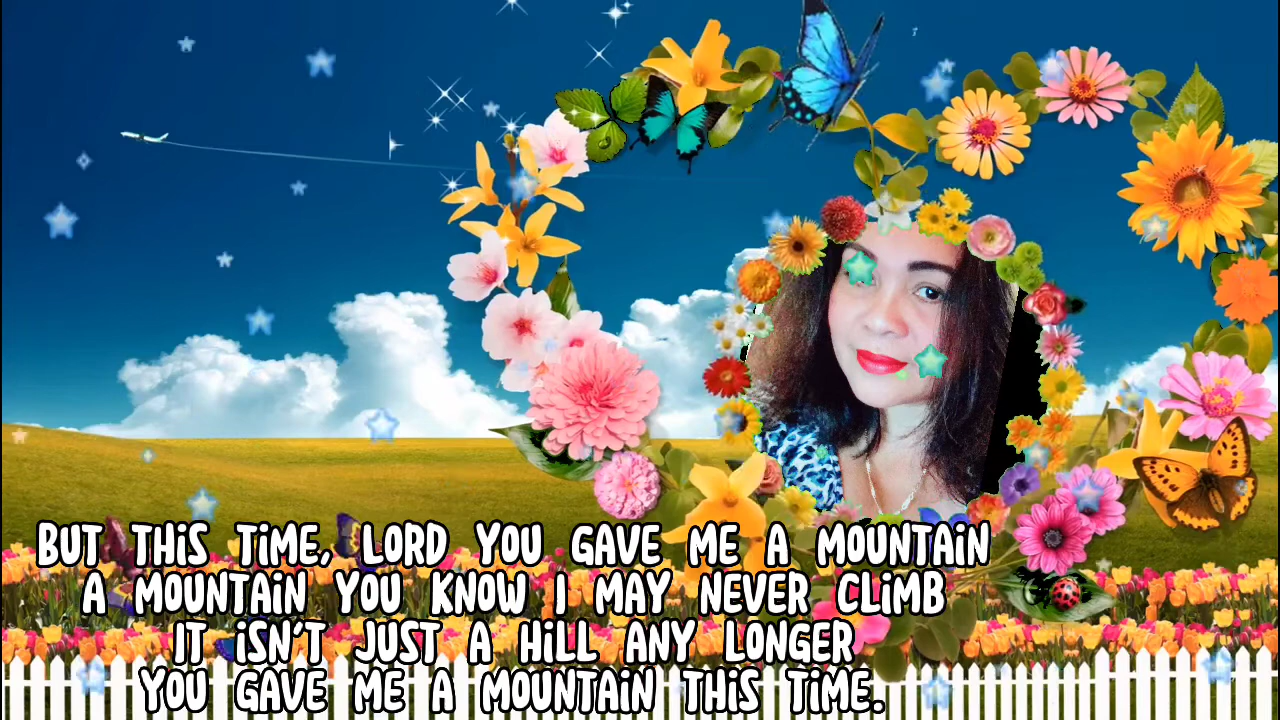 BUT THiS TiME, LORD YOU GAVE ME A MOUNTAiN
A MOUNTAiN YOU KNOW I MAY NEVER CLiMB
IT iSN'T JUST A HiLL ANY LONGER
YOU GAVE ME A MOUNTAiN THiS TiME.